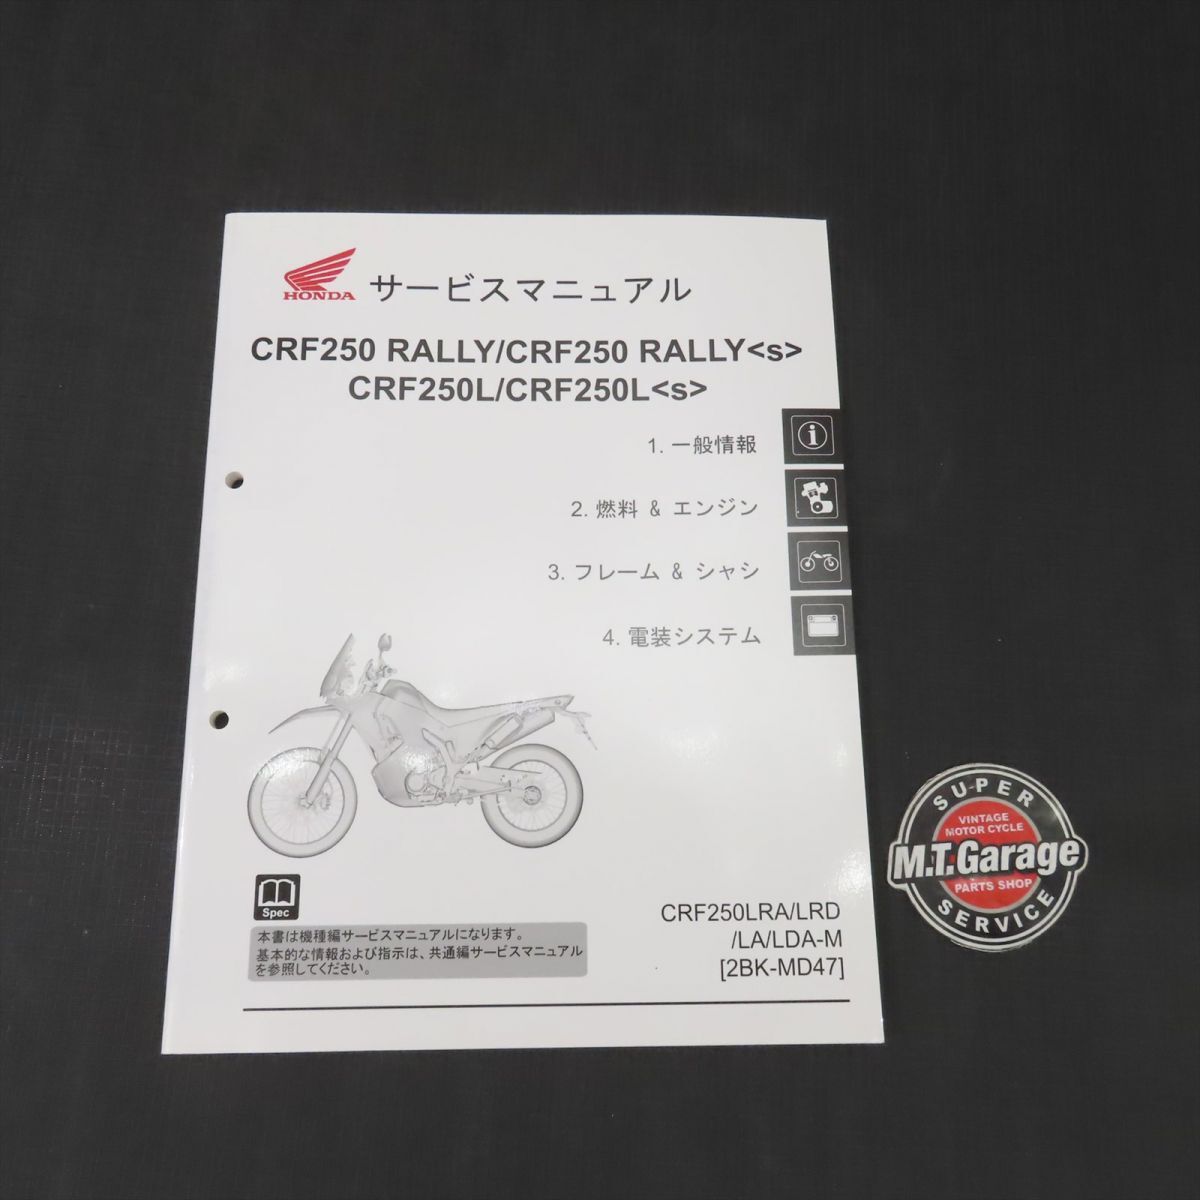 HONDA サービスマニュアル
CRF250 RALLY/CRF250 RALLY<s>
CRF250L/CRF250L<s>
1. 一般情報
2. 燃料 & エンジン
3. フレーム & シャシ
4. 電装システム
Spec
本書は機種編サービスマニュアルになります。
基本的な情報および指示は、共通編サービスマニュアル
を参照してください。
CRF250LRA/LRD
/LA/LDA-M
[2BK-MD47]
SUPER
VINTAGE
MOTOR CYCLE
M.T.Garage
PARTS SHOP
SERVICE